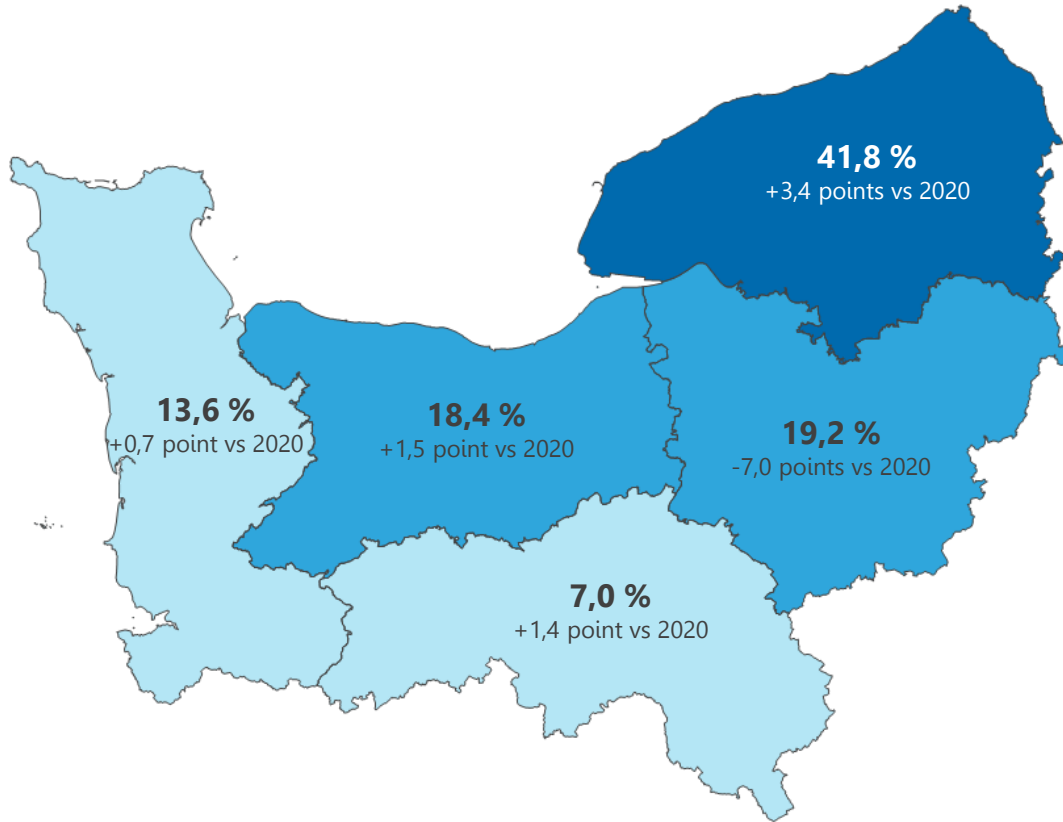 41,8 %
+3,4 points vs 2020
13,6 %
+0,7 point vs 2020
18,4 %
+1,5 point vs 2020
19,2 %
-7,0 points vs 2020
7,0 %
+1,4 point vs 2020